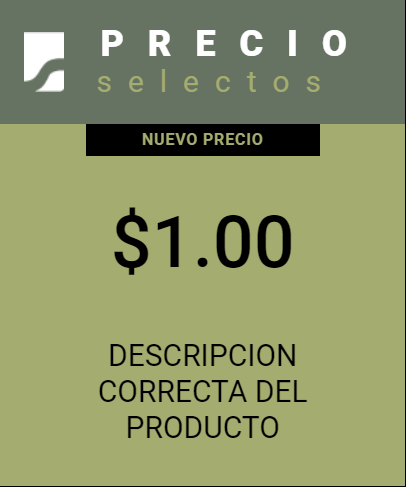 PRECIO
selectos
NUEVO PRECIO
$1.00
DESCRIPCION
CORRECTA DEL
PRODUCTO